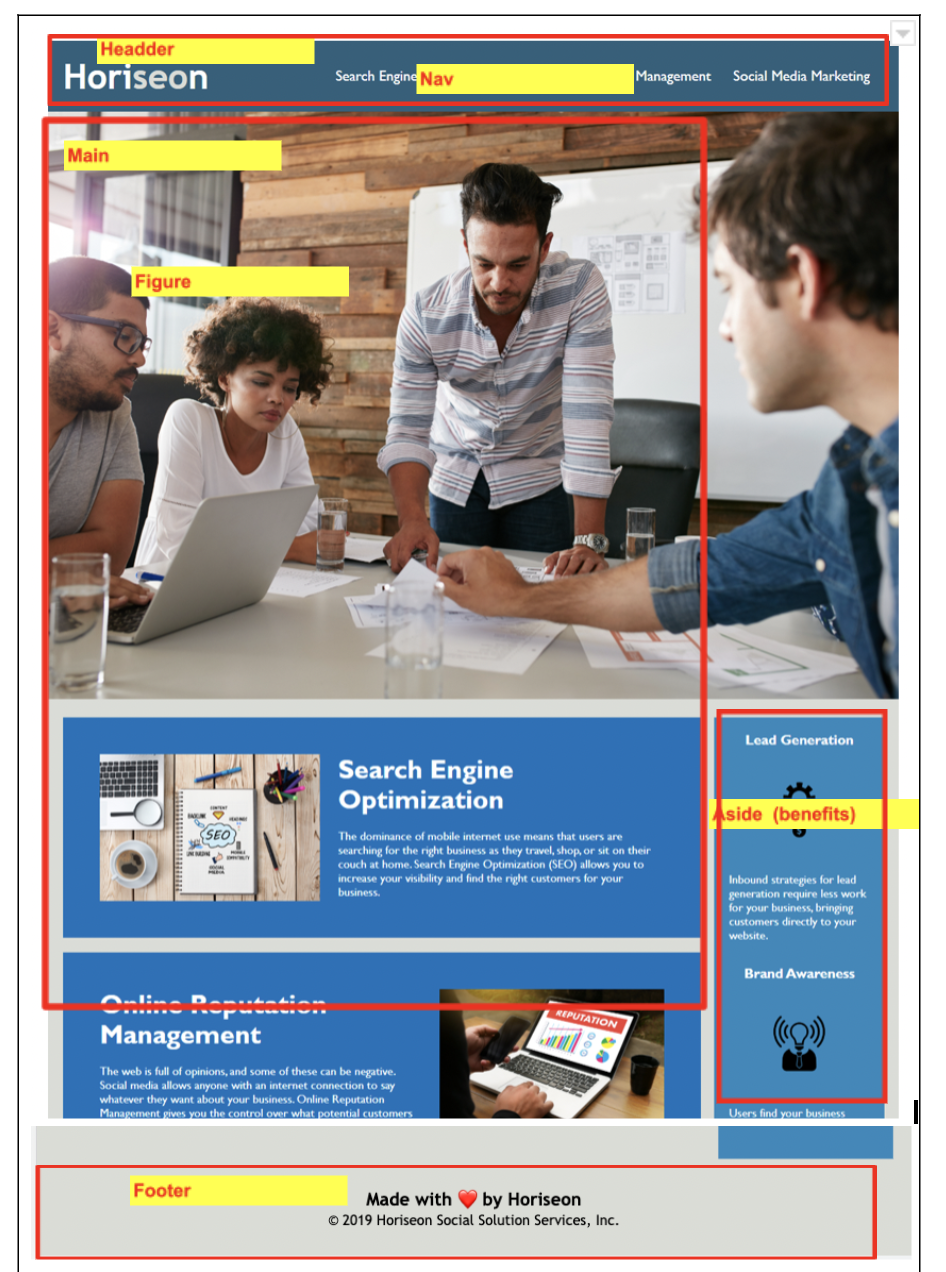 Headder
Horiseon
Search Engine
Nav
Management
Social Media Marketing
Main
Figure
Search Engine
Optimization
The dominance of mobile internet use means that users are
searching for the right business as they travel, shop, or sit on their
couch at home. Search Engine Optimization (SEO) allows you to
increase your visibility and find the right customers for your
business.
CONTENT
HEADINGS
SEO
LINK BUILDING
SOCIAL
MEDIA
Lead Generation
Aside (benefits)
Inbound strategies for lead
generation require less work
for your business, bringing
customers directly to your
website.
Brand Awareness
Users find your business
Online Reputation
Management
The web is full of opinions, and some of these can be negative.
Social media allows anyone with an internet connection to say
whatever they want about your business. Online Reputation
Management gives you the control over what potential customers
REPUTATION
Footer
Made with ❤️ by Horiseon
© 2019 Horiseon Social Solution Services, Inc.